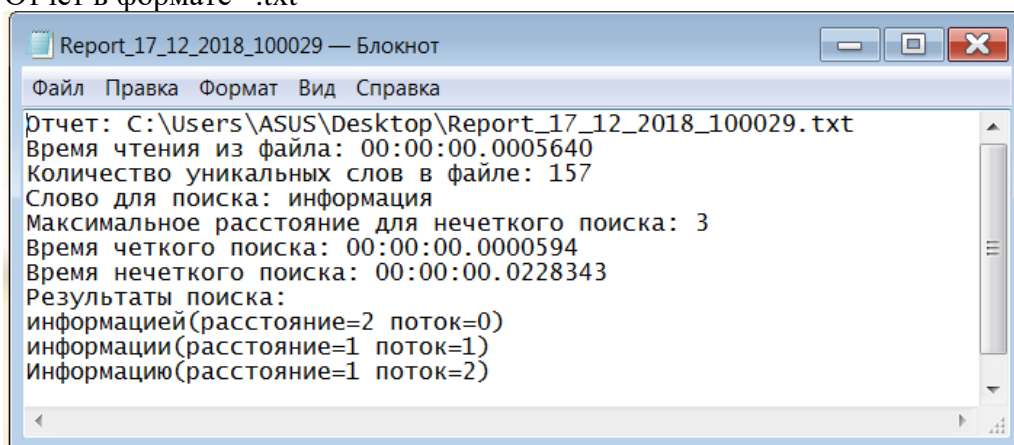 Отчет в формате *.txt
Report_17_12_2018_100029 — Блокнот
Файл Правка Формат Вид Справка
Отчет: C:\Users\ASUS\Desktop\Report_17_12_2018_100029.txt
Время чтения из файла: 00:00:00.0005640
Количество уникальных слов в файле: 157
Слово для поиска: информация
Максимальное расстояние для нечеткого поиска: 3
Время четкого поиска: 00:00:00.0000594
Время нечеткого поиска: 00:00:00.0228343
Результаты поиска:
информацией(расстояние=2 поток=0)
информации(расстояние=1 поток=1)
Информацию(расстояние=1 поток=2)